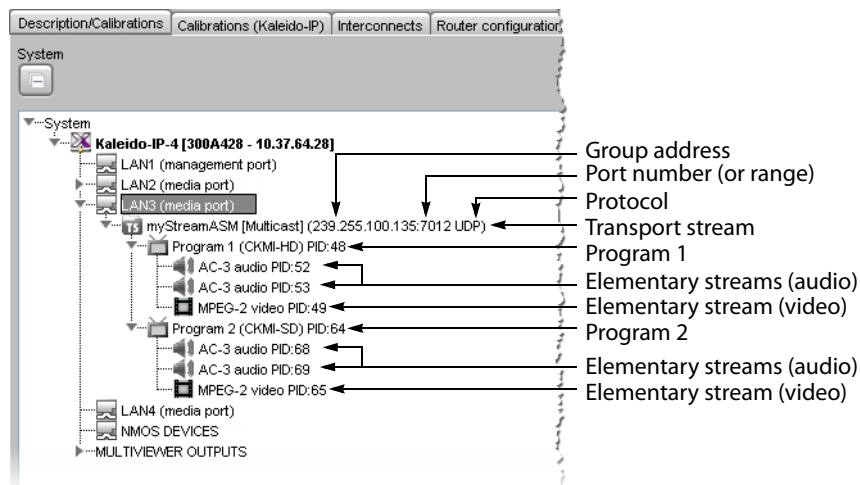 Description/Calibrations Calibrations (Kaleido-IP) Interconnects Router configuration
System
System
Kaleido-IP-4 [300A428 - 10.37.64.28]
LAN1 (management port)
LAN2 (media port)
LAN3 (media port)
TS myStreamASM [Multicast] (239.255.100.135:7012 UDP)
Program 1 (CKMI-HD) PID:48
AC-3 audio PID:52
AC-3 audio PID:53
MPEG-2 video PID:49
Program 2 (CKMI-SD) PID:64
AC-3 audio PID:68
AC-3 audio PID:69
MPEG-2 video PID:65
LAN4 (media port)
NMOS DEVICES
MULTIVIEWER OUTPUTS
Group address
Port number (or range)
Protocol
Transport stream
Program 1
Elementary streams (audio)
Elementary stream (video)
Program 2
Elementary streams (audio)
Elementary stream (video)